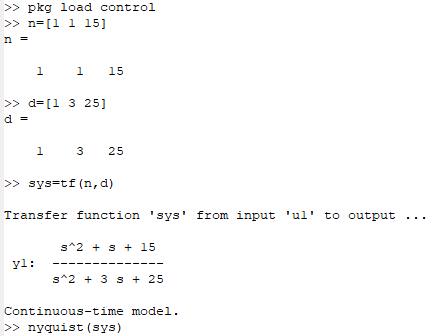 >> pkg load control
>> n=[1 1 15]
n =
1 1 15
>> d=[1 3 25]
d =
1 3 25
>> sys=tf(n,d)
Transfer function 'sys' from input 'u1' to output ...
s^2 + s + 15
y1: --------------
s^2 + 3 s + 25
Continuous-time model.
>> nyquist(sys)